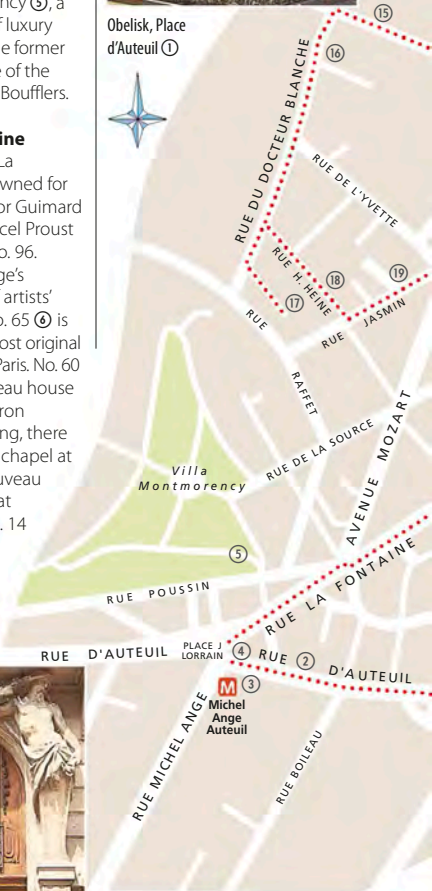 ncy ⑤, a
f luxury
e former
e of the
Boufflers.
ine
La
wned for
or Guimard
cel Proust
o. 96.
ge's
artists'
o. 65 ⑥ is
ost original
Paris. No. 60
eau house
ron
ng, there
chapel at
uveau
at
. 14
Obelisk, Place
d'Auteuil ①
⑮
⑯
RUE DU DOCTEUR BLANCHE
RUE DE L'YVETTE
RUE H. HEINE
⑱
⑲
⑰
RUE JASMIN
RUE RAFFET
AVENUE MOZART
RUE DE LA SOURCE
Villa
Montmorency
⑤
RUE POUSSIN
RUE LA FONTAINE
RUE D'AUTEUIL
PLACE J
LORRAIN
④
RUE ② D'AUTEUIL
M ③
Michel
Ange
Auteuil
RUE MICHEL ANGE
RUE BOILEAU